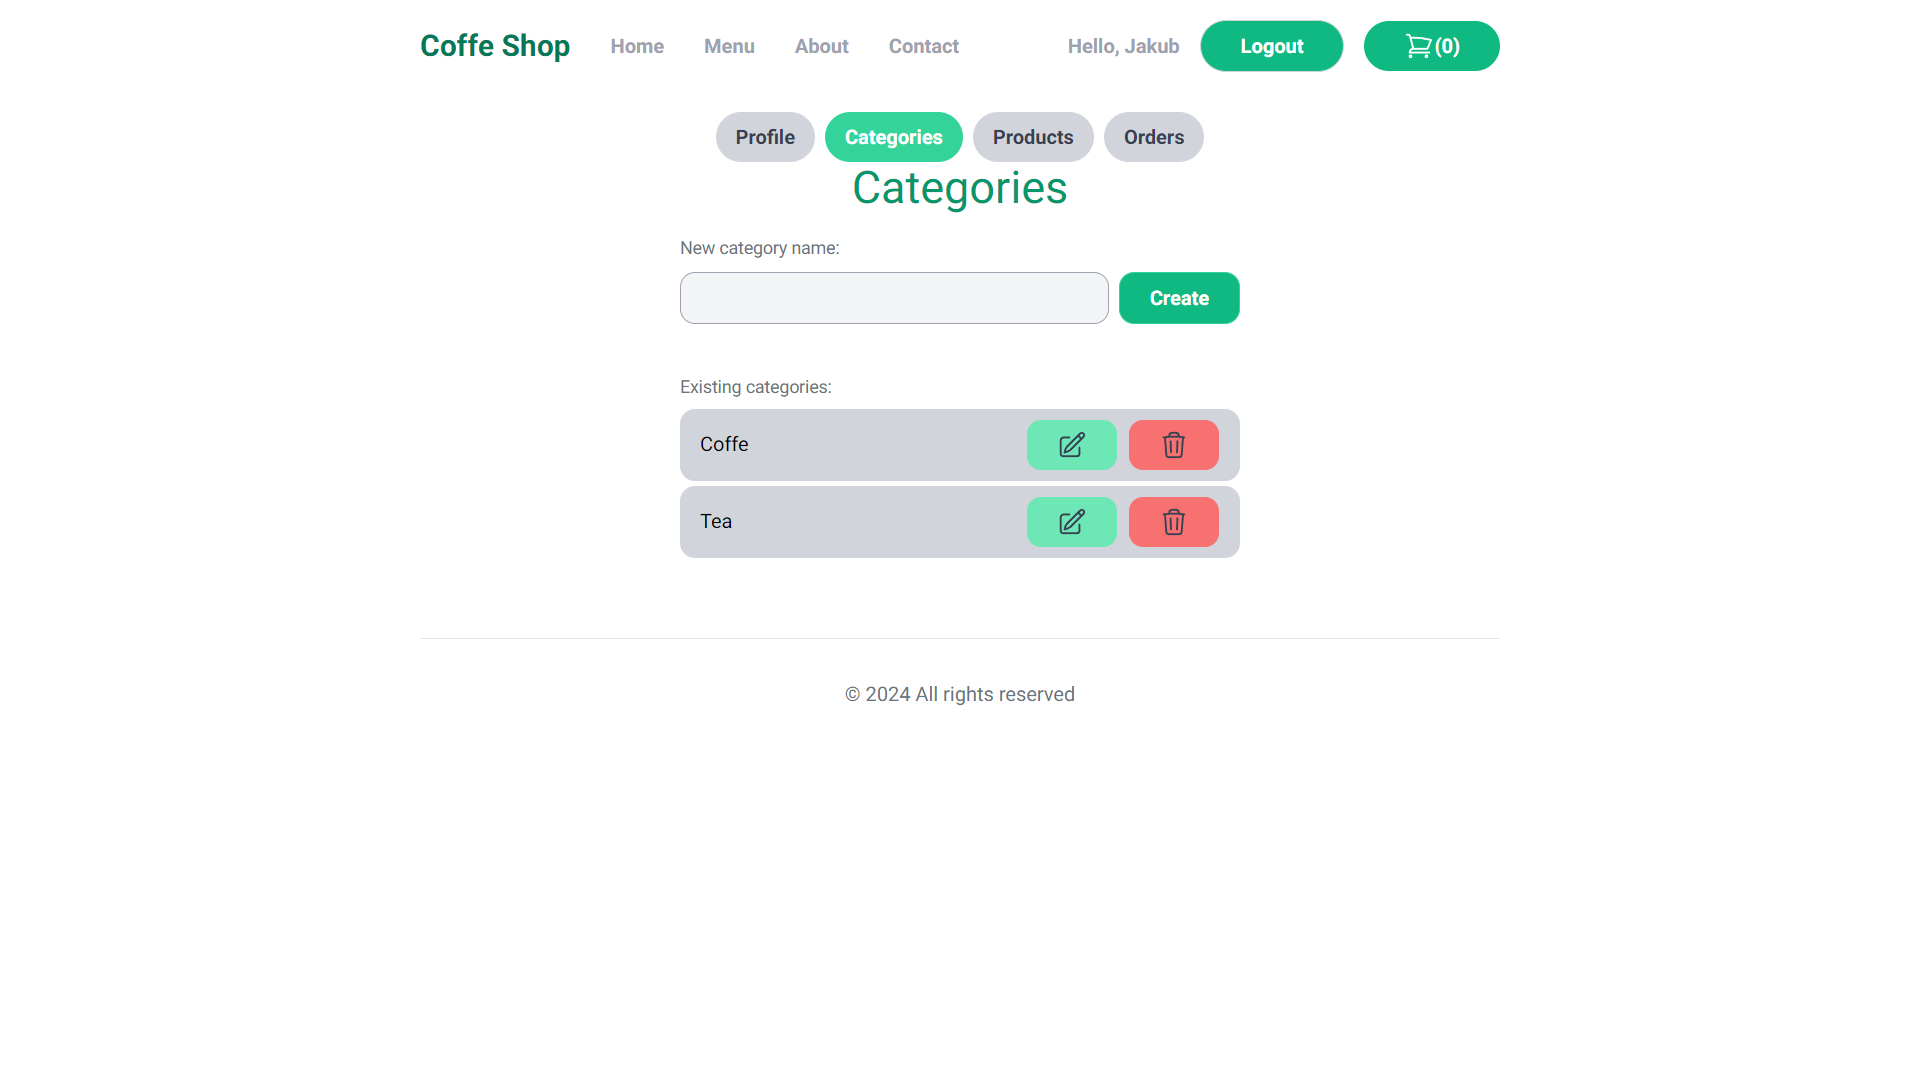 Coffe Shop Home Menu About Contact Hello, Jakub Logout (0)
Profile Categories Products Orders
Categories
New category name:
Create
Existing categories:
Coffe
Tea
© 2024 All rights reserved